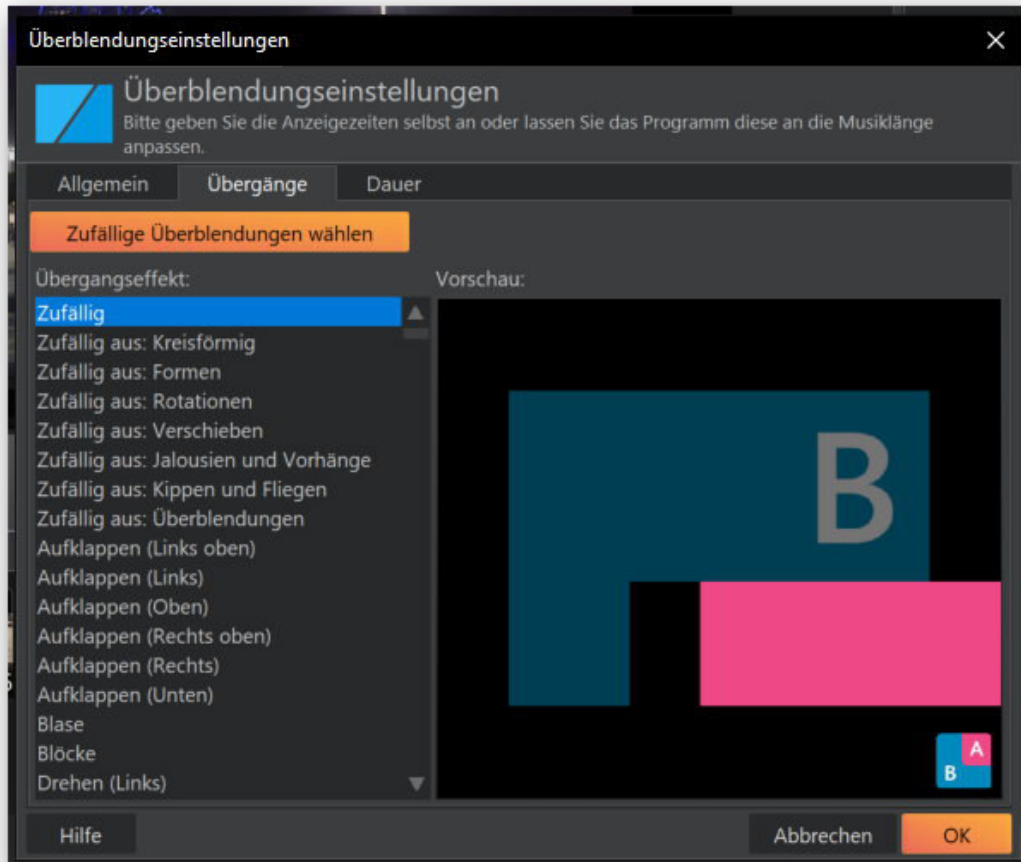 Überblendungseinstellungen
Überblendungseinstellungen
Bitte geben Sie die Anzeigezeiten selbst an oder lassen Sie das Programm diese an die Musiklänge
anpassen.
Allgemein Übergänge Dauer
Zufällige Überblendungen wählen
Übergangseffekt: Vorschau:
Zufällig
Zufällig aus: Kreisförmig
Zufällig aus: Formen
Zufällig aus: Rotationen
Zufällig aus: Verschieben
Zufällig aus: Jalousien und Vorhänge
Zufällig aus: Kippen und Fliegen
Zufällig aus: Überblendungen
Aufklappen (Links oben)
Aufklappen (Links)
Aufklappen (Oben)
Aufklappen (Rechts oben)
Aufklappen (Rechts)
Aufklappen (Unten)
Blase
Blöcke
Drehen (Links)
B
A
B
Hilfe Abbrechen OK